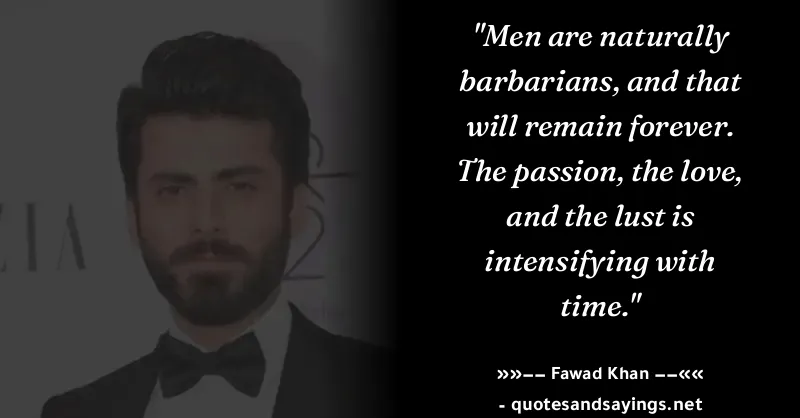 "Men are naturally
barbarians, and that
will remain forever.
The passion, the love,
and the lust is
intensifying with
time."
»»−− Fawad Khan −−««
- quotesandsayings.net
ZIA